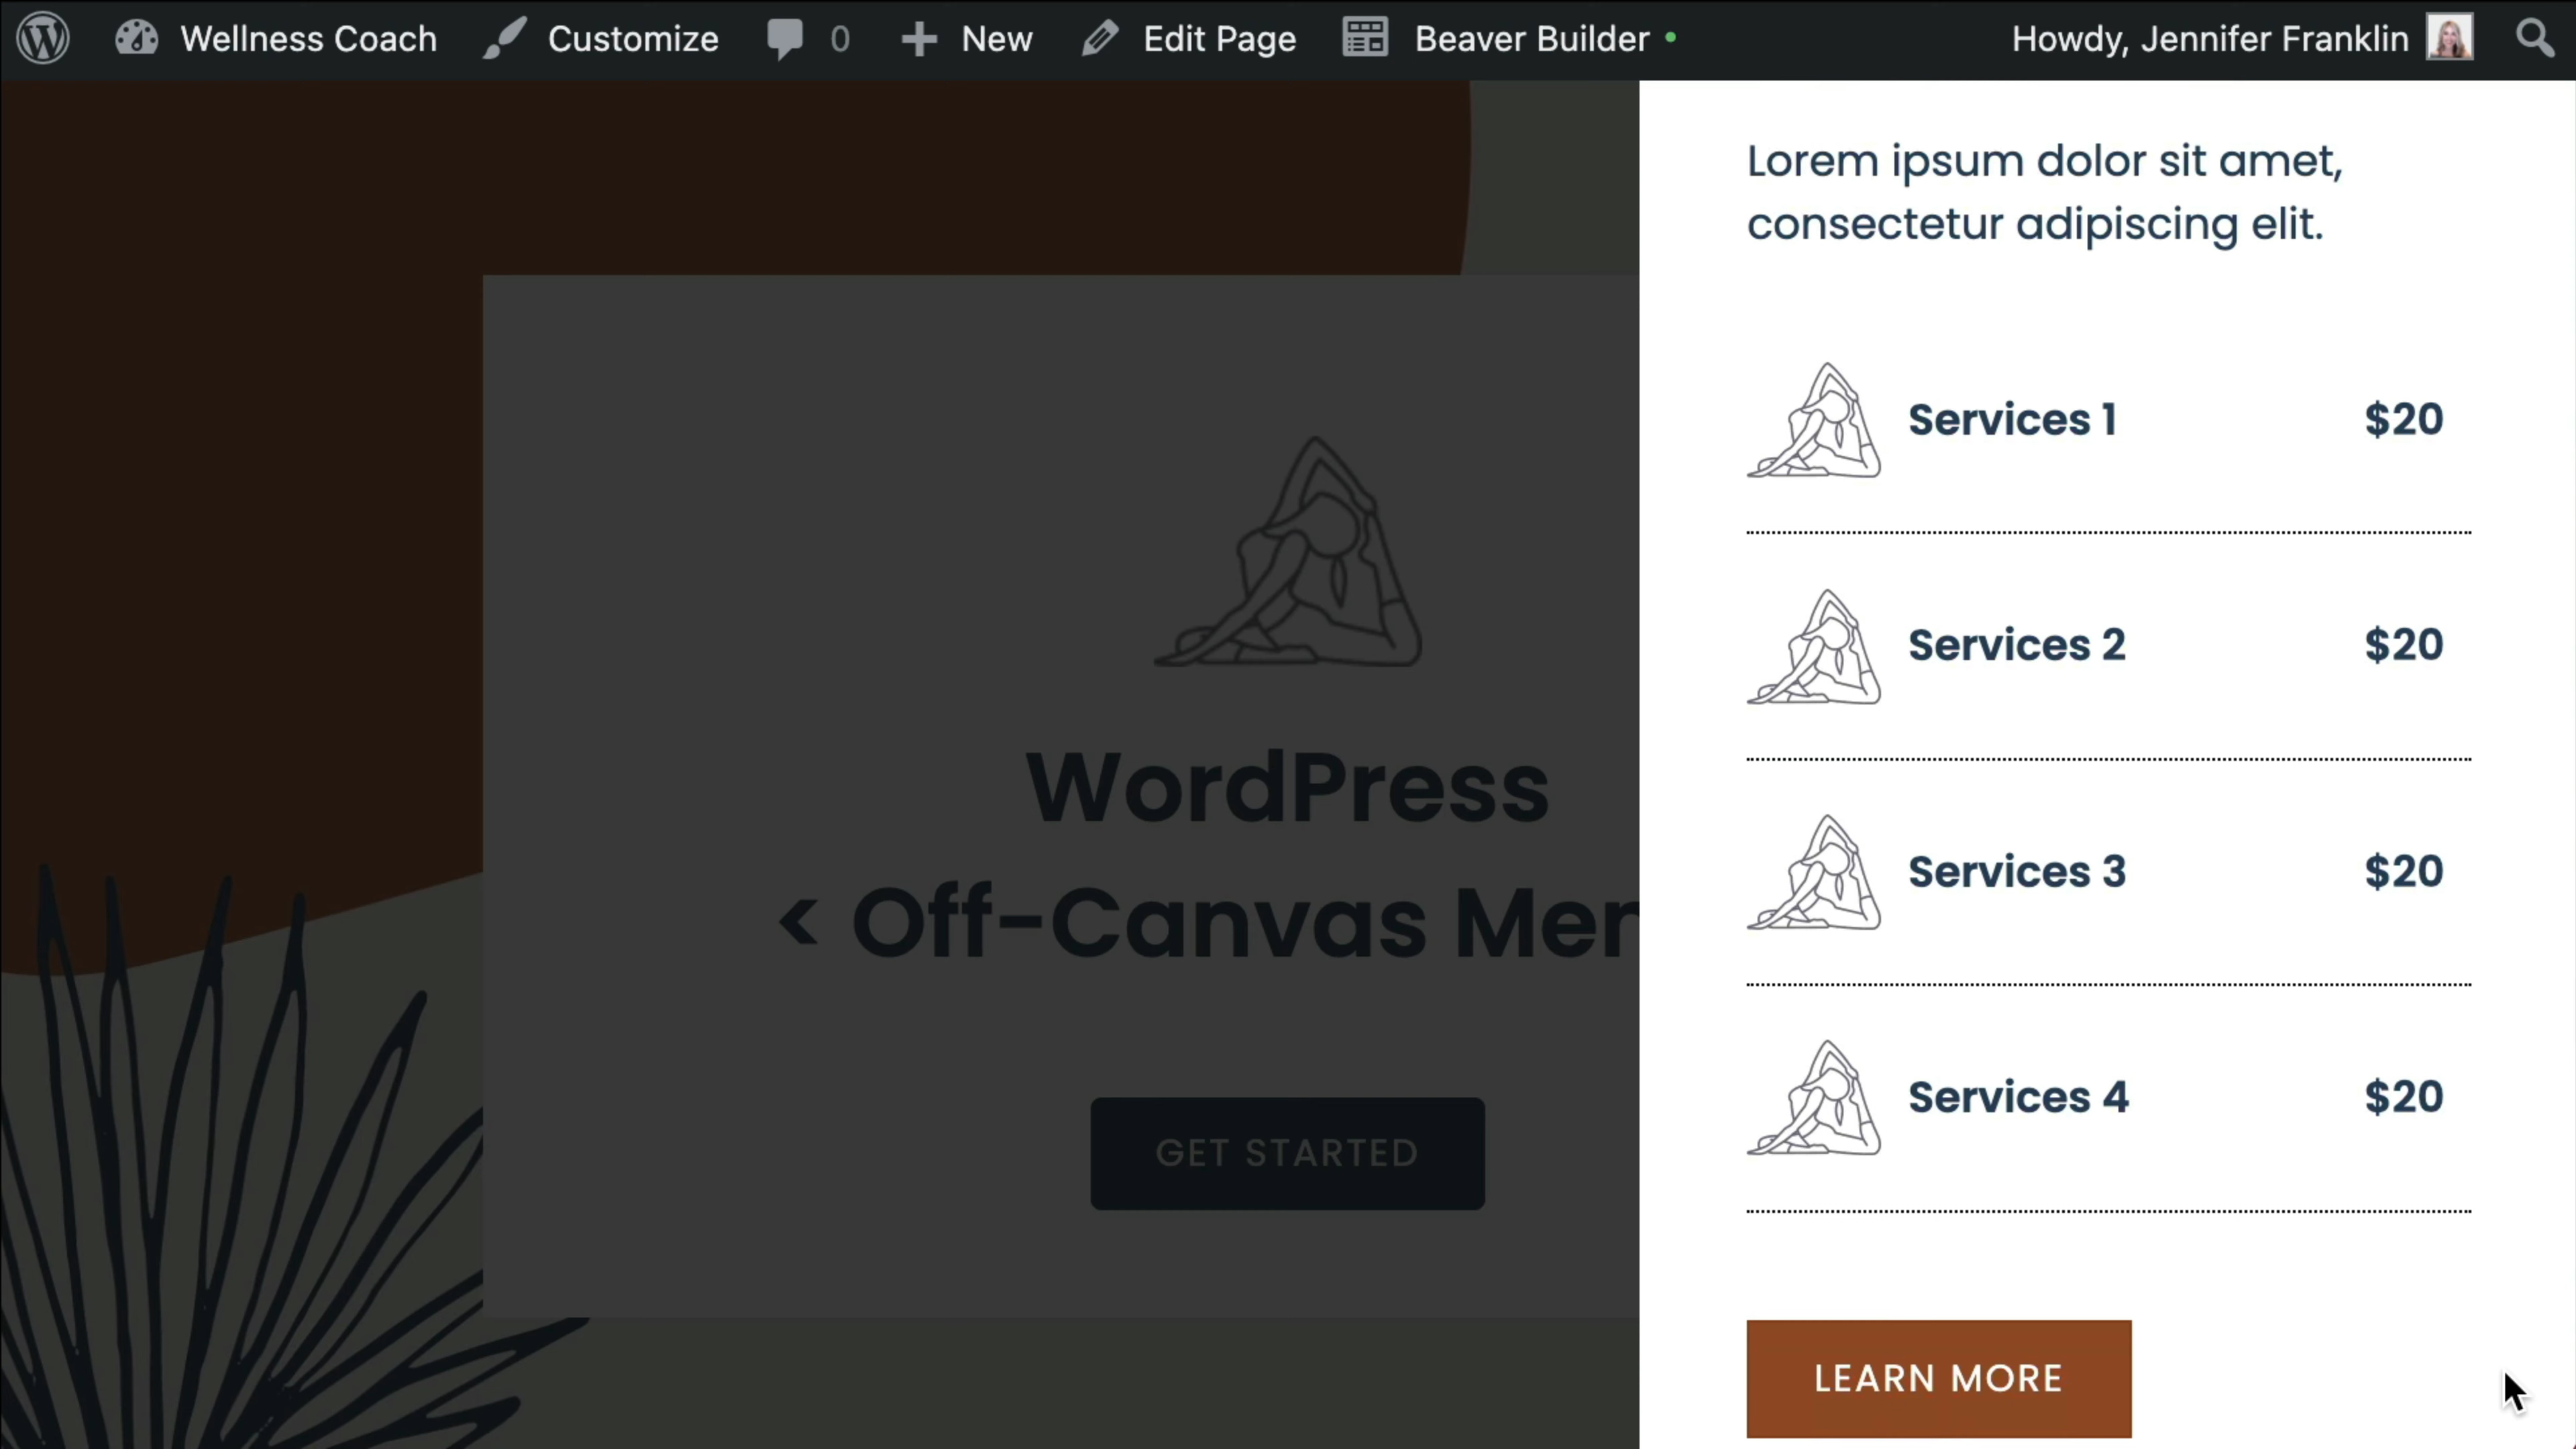 Wellness Coach Customize 0 New Edit Page Beaver Builder Howdy, Jennifer Franklin
WordPress
< Off-Canvas
GET STARTED
Lorem ipsum dolor sit amet,
consectetur adipiscing elit.
Services 1 $20
Services 2 $20
Services 3 $20
Services 4 $20
LEARN MORE